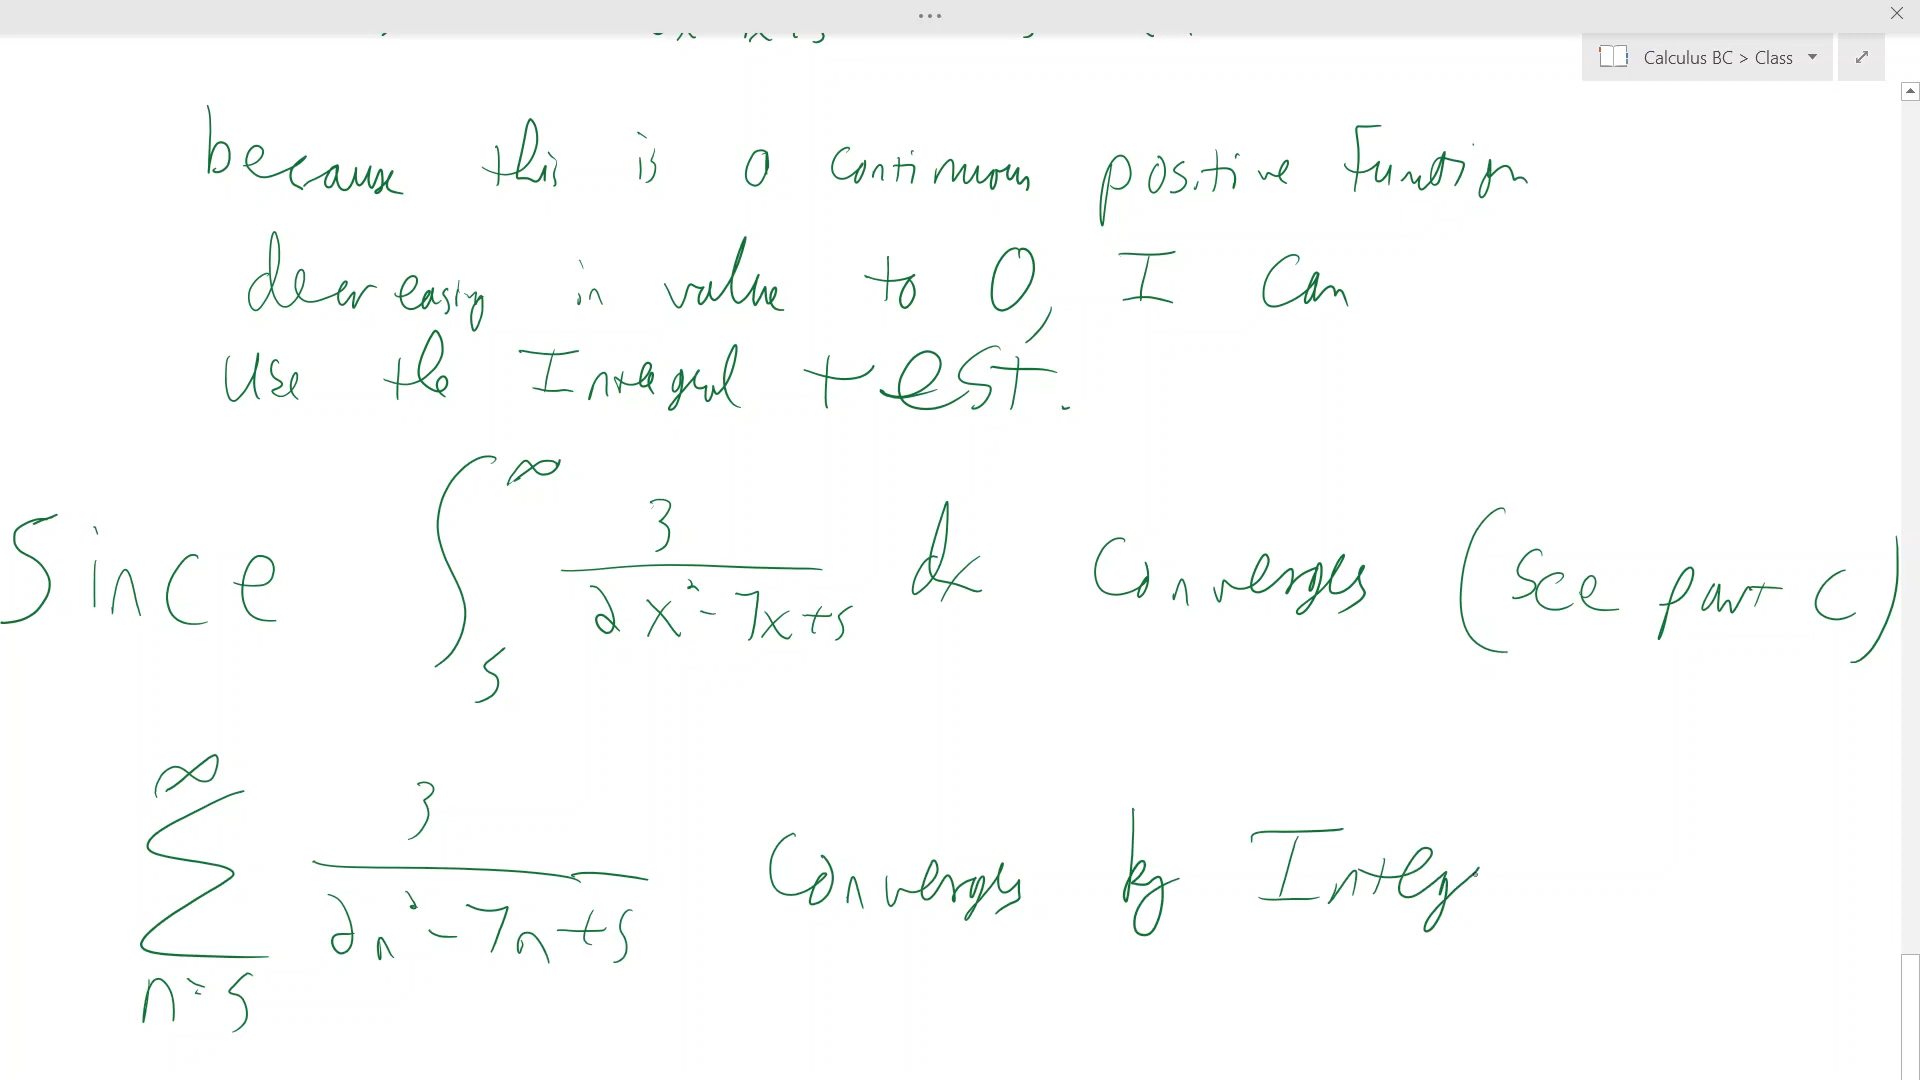 Calculus BC > Class
because this is a continuous positive function
decreasing in value to 0, I can
use the Integral test.
Since ∫₅^∞ 3/(2x²-7x+5) dx Converges (see part c)
∑_{n=5}^∞ 3/(2n²-7n+5) Converges by Integ